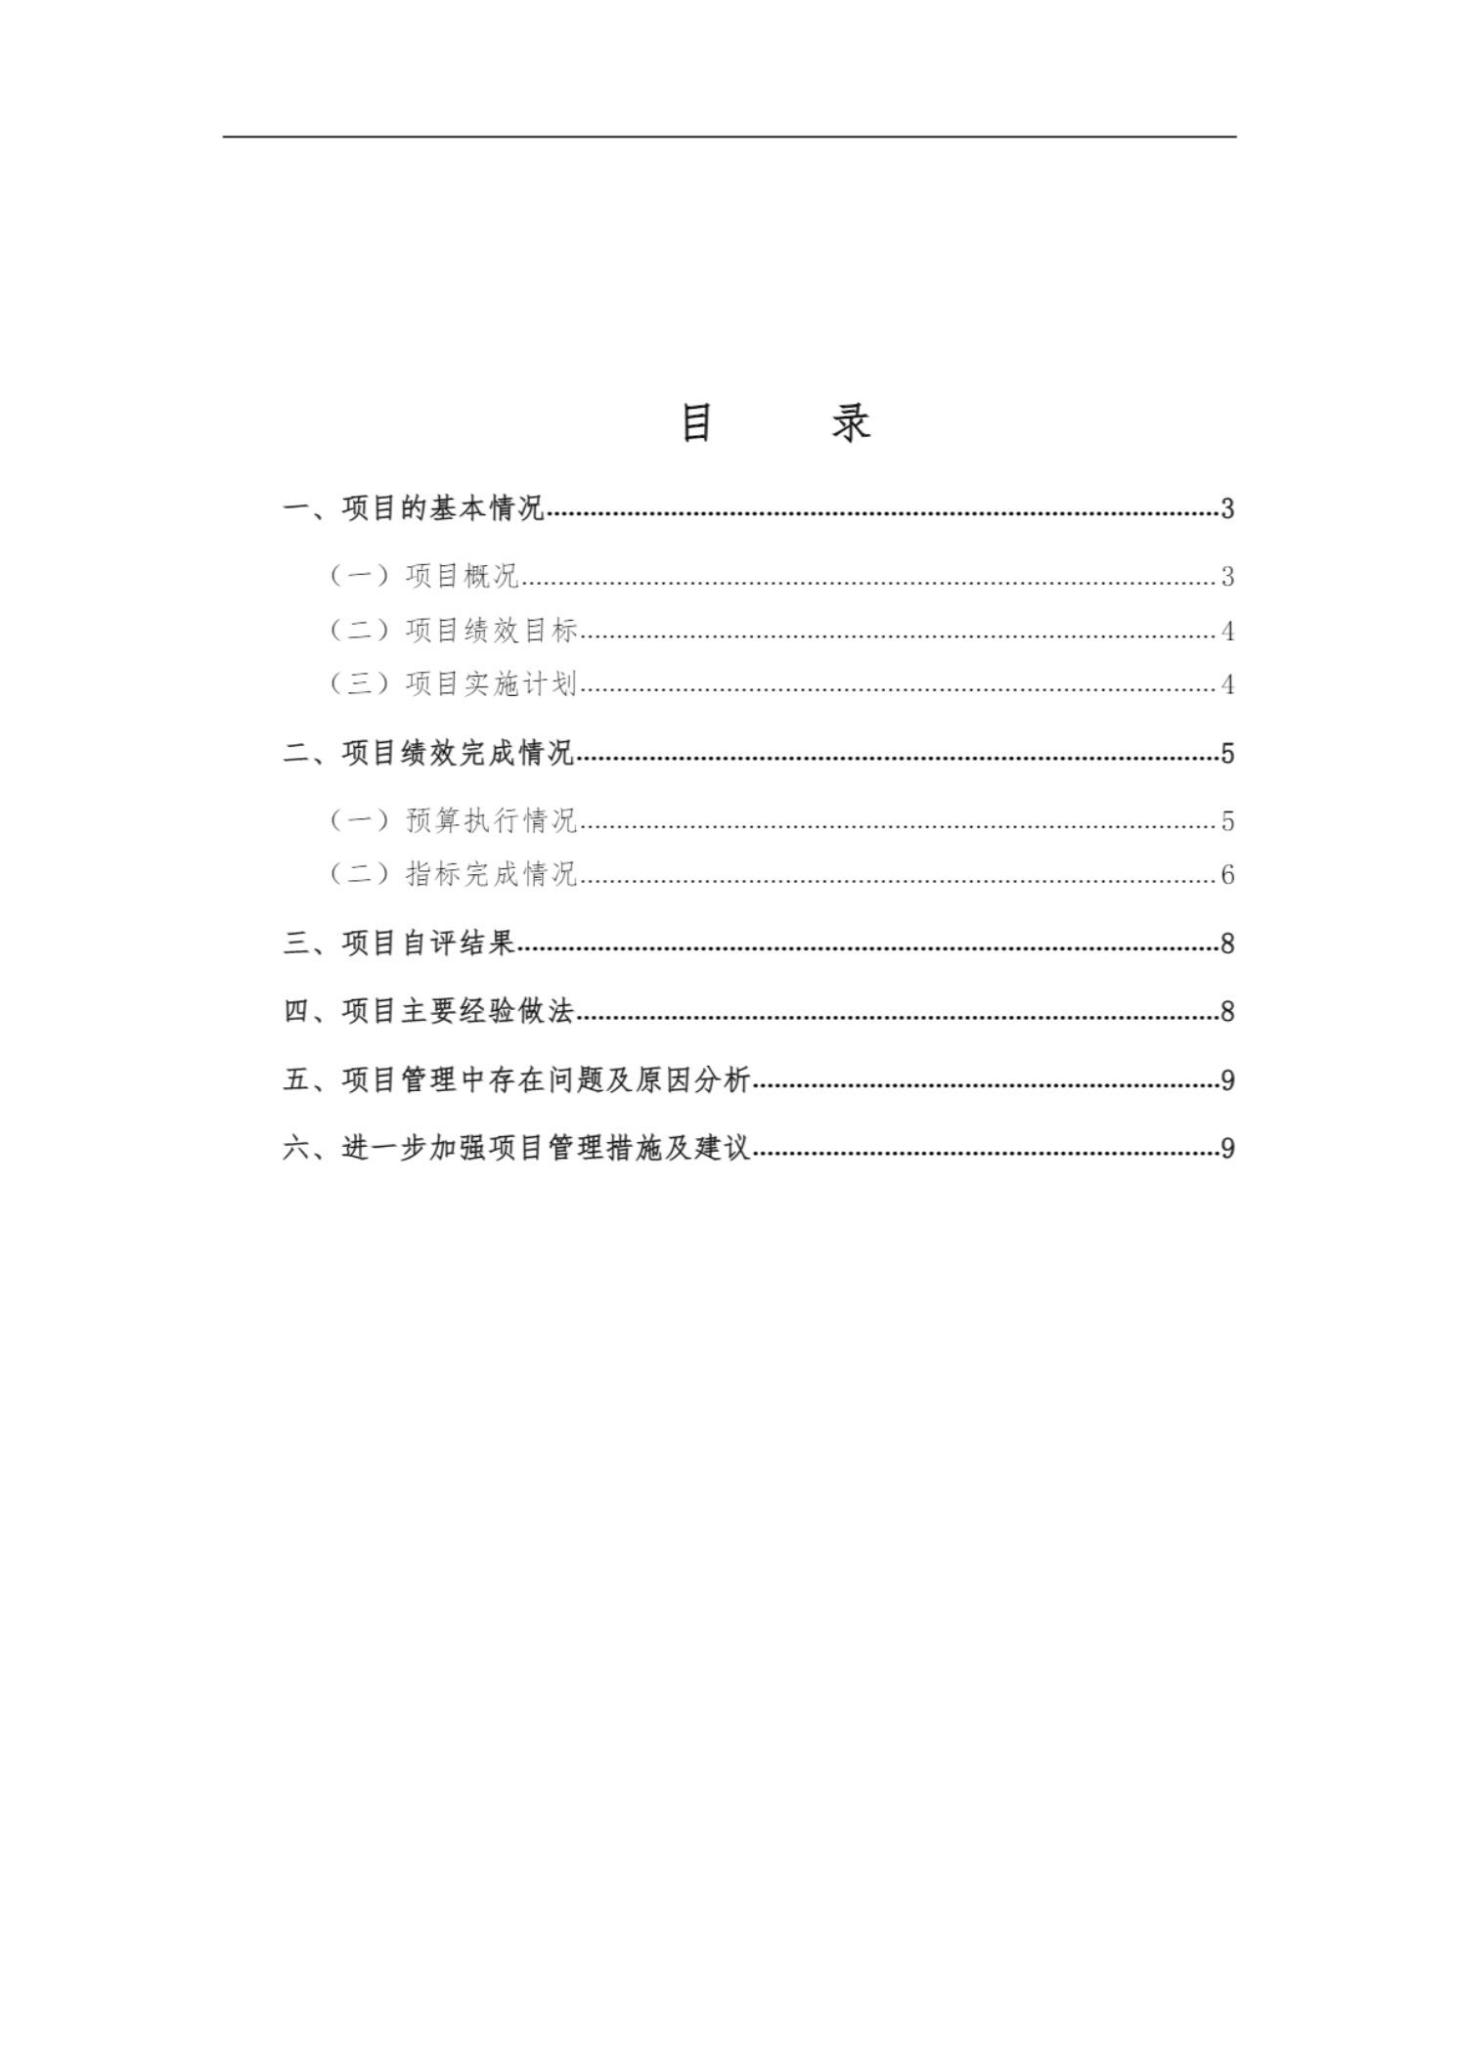 目 录
一、项目的基本情况........................................3
（一）项目概况........................................3
（二）项目绩效目标........................................4
（三）项目实施计划........................................4
二、项目绩效完成情况........................................5
（一）预算执行情况........................................5
（二）指标完成情况........................................6
三、项目自评结果........................................8
四、项目主要经验做法........................................8
五、项目管理中存在问题及原因分析........................................9
六、进一步加强项目管理措施及建议........................................9